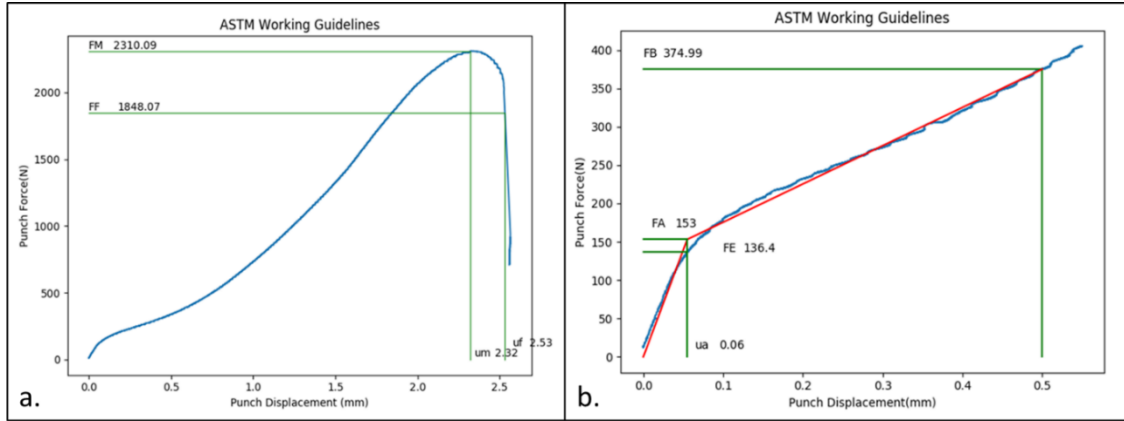 ASTM Working Guidelines
FM 2310.09
FF 1848.07
um 2.32
uf 2.53
Punch Force(N)
2000
1500
1000
500
0
0.0 0.5 1.0 1.5 2.0 2.5
Punch Displacement (mm)
a.
ASTM Working Guidelines
FB 374.99
FA 153
FE 136.4
ua 0.06
Punch Force(N)
400
350
300
250
200
150
100
50
0
0.0 0.1 0.2 0.3 0.4 0.5
Punch Displacement(mm)
b.